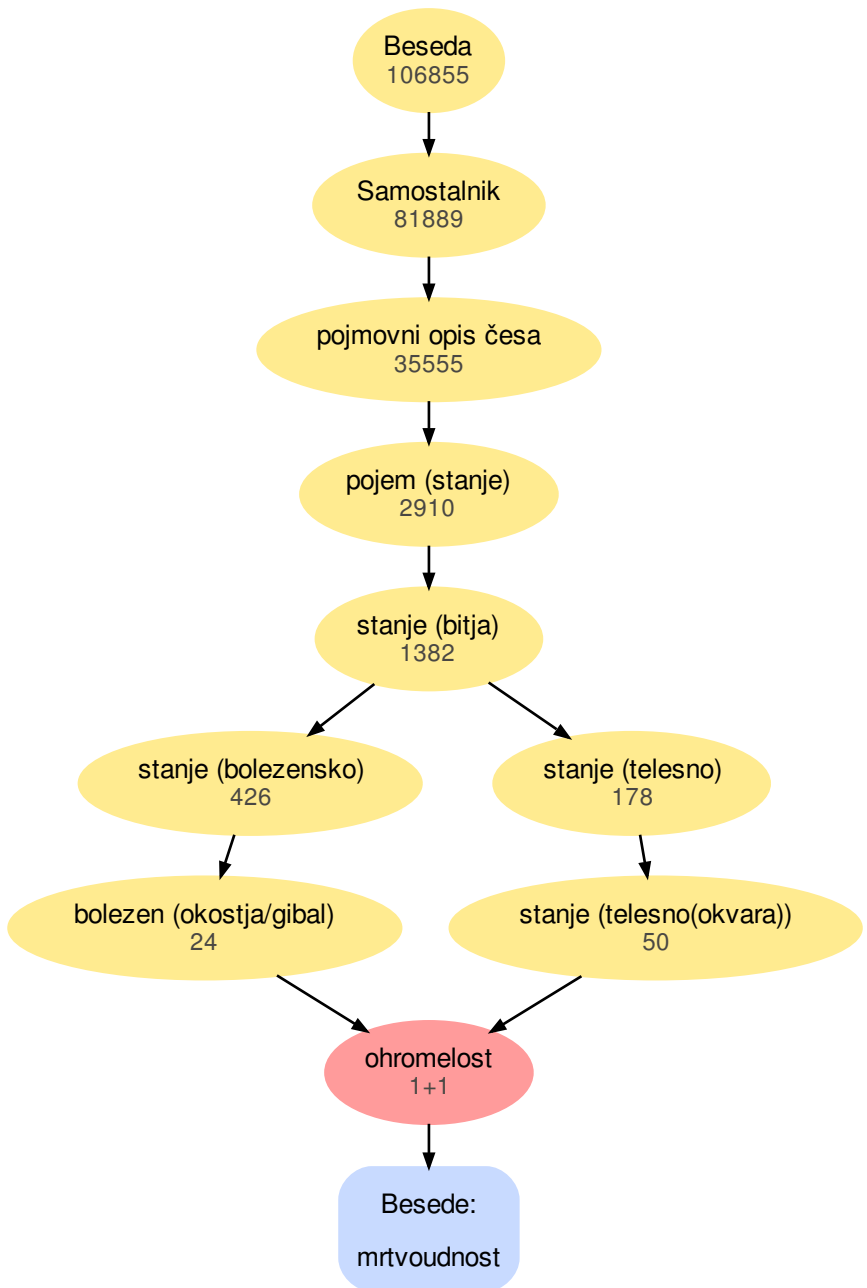 Beseda
106855
Samostalnik
81889
pojmovni opis česa
35555
pojem (stanje)
2910
stanje (bitja)
1382
stanje (bolezensko)
426
stanje (telesno)
178
bolezen (okostja/gibal)
24
stanje (telesno(okvara))
50
ohromelost
1+1
Besede:
mrtvoudnost